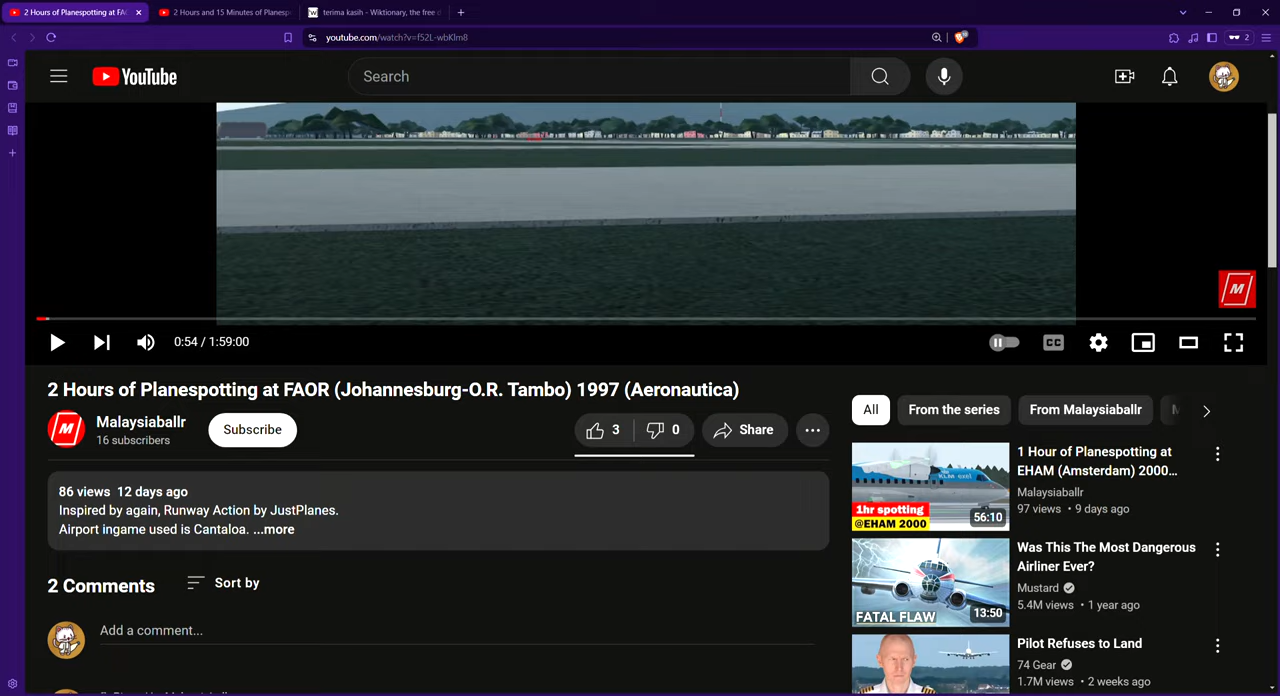 2 Hours of Planespotting at FA
2 Hours and 15 Minutes of Planesp
terima kasih - Wiktionary, the free
youtube.com/watch?v=f52L-wbKlm8
2
YouTube
Search
M
0:54 / 1:59:00
CC
2 Hours of Planespotting at FAOR (Johannesburg-O.R. Tambo) 1997 (Aeronautica)
M
Malaysiaballr
16 subscribers
Subscribe
3
0
Share
86 views 12 days ago
Inspired by again, Runway Action by JustPlanes.
Airport ingame used is Cantaloa. ...more
2 Comments
Sort by
Add a comment...
All
From the series
From Malaysiaballr
1hr spotting
@EHAM 2000
56:10
1 Hour of Planespotting at
EHAM (Amsterdam) 2000...
Malaysiaballr
97 views • 9 days ago
FATAL FLAW
13:50
Was This The Most Dangerous
Airliner Ever?
Mustard
5.4M views • 1 year ago
Pilot Refuses to Land
74 Gear
1.7M views • 2 weeks ago